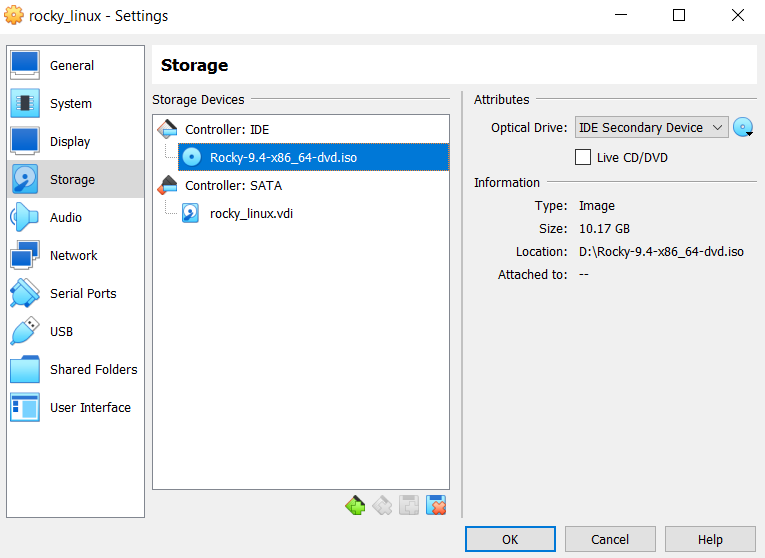 rocky_linux - Settings
General
System
Display
Storage
Audio
Network
Serial Ports
USB
Shared Folders
User Interface
Storage
Storage Devices
Controller: IDE
Rocky-9.4-x86_64-dvd.iso
Controller: SATA
rocky_linux.vdi
Attributes
Optical Drive: IDE Secondary Device
Live CD/DVD
Information
Type: Image
Size: 10.17 GB
Location: D:\Rocky-9.4-x86_64-dvd.iso
Attached to: --
OK Cancel Help